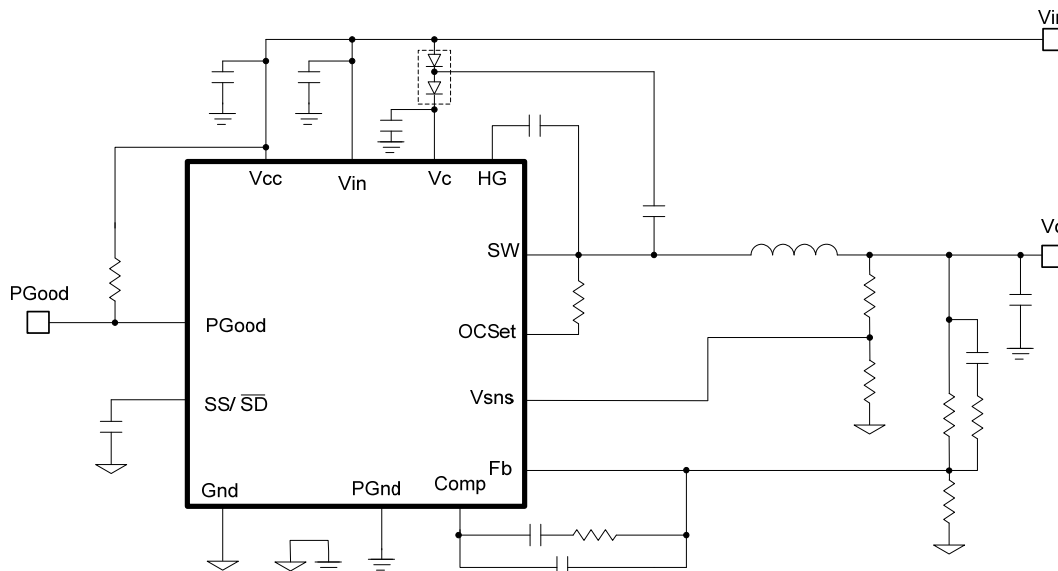 Vin
Vcc
Vin
Vc
HG
SW
PGood
PGood
OCSet
Vsns
SS/ SD
Fb
Gnd
PGnd
Comp